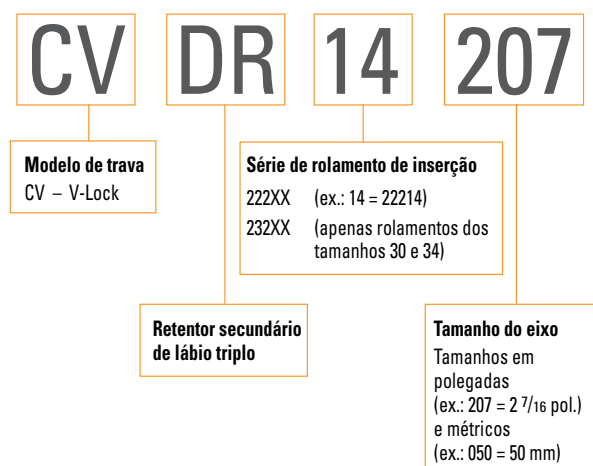 CV DR 14 207
Modelo de trava
CV – V-Lock
Série de rolamento de inserção
222XX (ex.: 14 = 22214)
232XX (apenas rolamentos dos
tamanhos 30 e 34)
Retentor secundário
de lábio triplo
Tamanho do eixo
Tamanhos em
polegadas
(ex.: 207 = 2 7/16 pol.)
e métricos
(ex.: 050 = 50 mm)